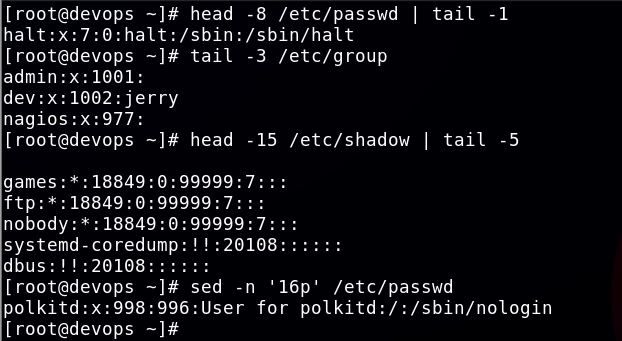 [root@devops ~]# head -8 /etc/passwd | tail -1
halt:x:7:0:halt:/sbin:/sbin/halt
[root@devops ~]# tail -3 /etc/group
admin:x:1001:
dev:x:1002:jerry
nagios:x:977:
[root@devops ~]# head -15 /etc/shadow | tail -5

games:*:18849:0:99999:7:::
ftp:*:18849:0:99999:7:::
nobody:*:18849:0:99999:7:::
systemd-coredump:!!:20108::::::
dbus:!!:20108::::::
[root@devops ~]# sed -n '16p' /etc/passwd
polkitd:x:998:996:User for polkitd:/:/sbin/nologin
[root@devops ~]#